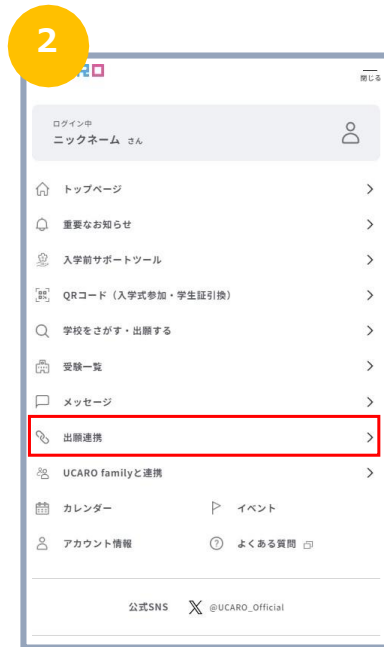 2
RO
閉じる
ログイン中
ニックネーム さん
トップページ
重要なお知らせ
入学前サポートツール
QRコード（入学式参加・学生証引換）
学校をさがす・出願する
受験一覧
メッセージ
出願連携
UCARO familyと連携
カレンダー イベント
アカウント情報 よくある質問
公式SNS @UCARO_Official